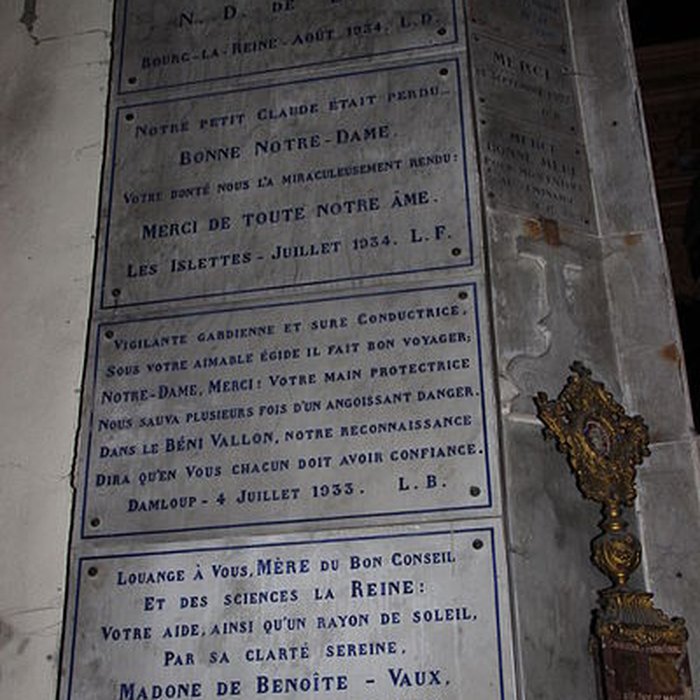 N. D. DE
BOURG-LA-REINE - AOÛT 1934. L. D.
NOTRE PETIT CLAUDE ÉTAIT PERDU...
BONNE NOTRE-DAME.
VOTRE BONTÉ NOUS L'A MIRACULEUSEMENT RENDU:
MERCI DE TOUTE NOTRE ÂME.
LES ISLETTES - JUILLET 1934. L. F.
VIGILANTE GARDIENNE ET SURE CONDUCTRICE,
SOUS VOTRE AIMABLE ÉGIDE IL FAIT BON VOYAGER;
NOTRE-DAME, MERCI! VOTRE MAIN PROTECTRICE
NOUS SAUVA PLUSIEURS FOIS D'UN ANGOISSANT DANGER.
DANS LE BÉNI VALLON, NOTRE RECONNAISSANCE
DIRA QU'EN VOUS CHACUN DOIT AVOIR CONFIANCE.
DAMLOUP - 4 JUILLET 1933. L. B.
LOUANGE À VOUS, MÈRE DU BON CONSEIL
ET DES SCIENCES LA REINE:
VOTRE AIDE, AINSI QU'UN RAYON DE SOLEIL,
PAR SA CLARTÉ SEREINE,
MADONE DE BENOÎTE - VAUX,
MERCI
SEPTEMBRE
MERCI
BONNE MÈRE
POUR MON